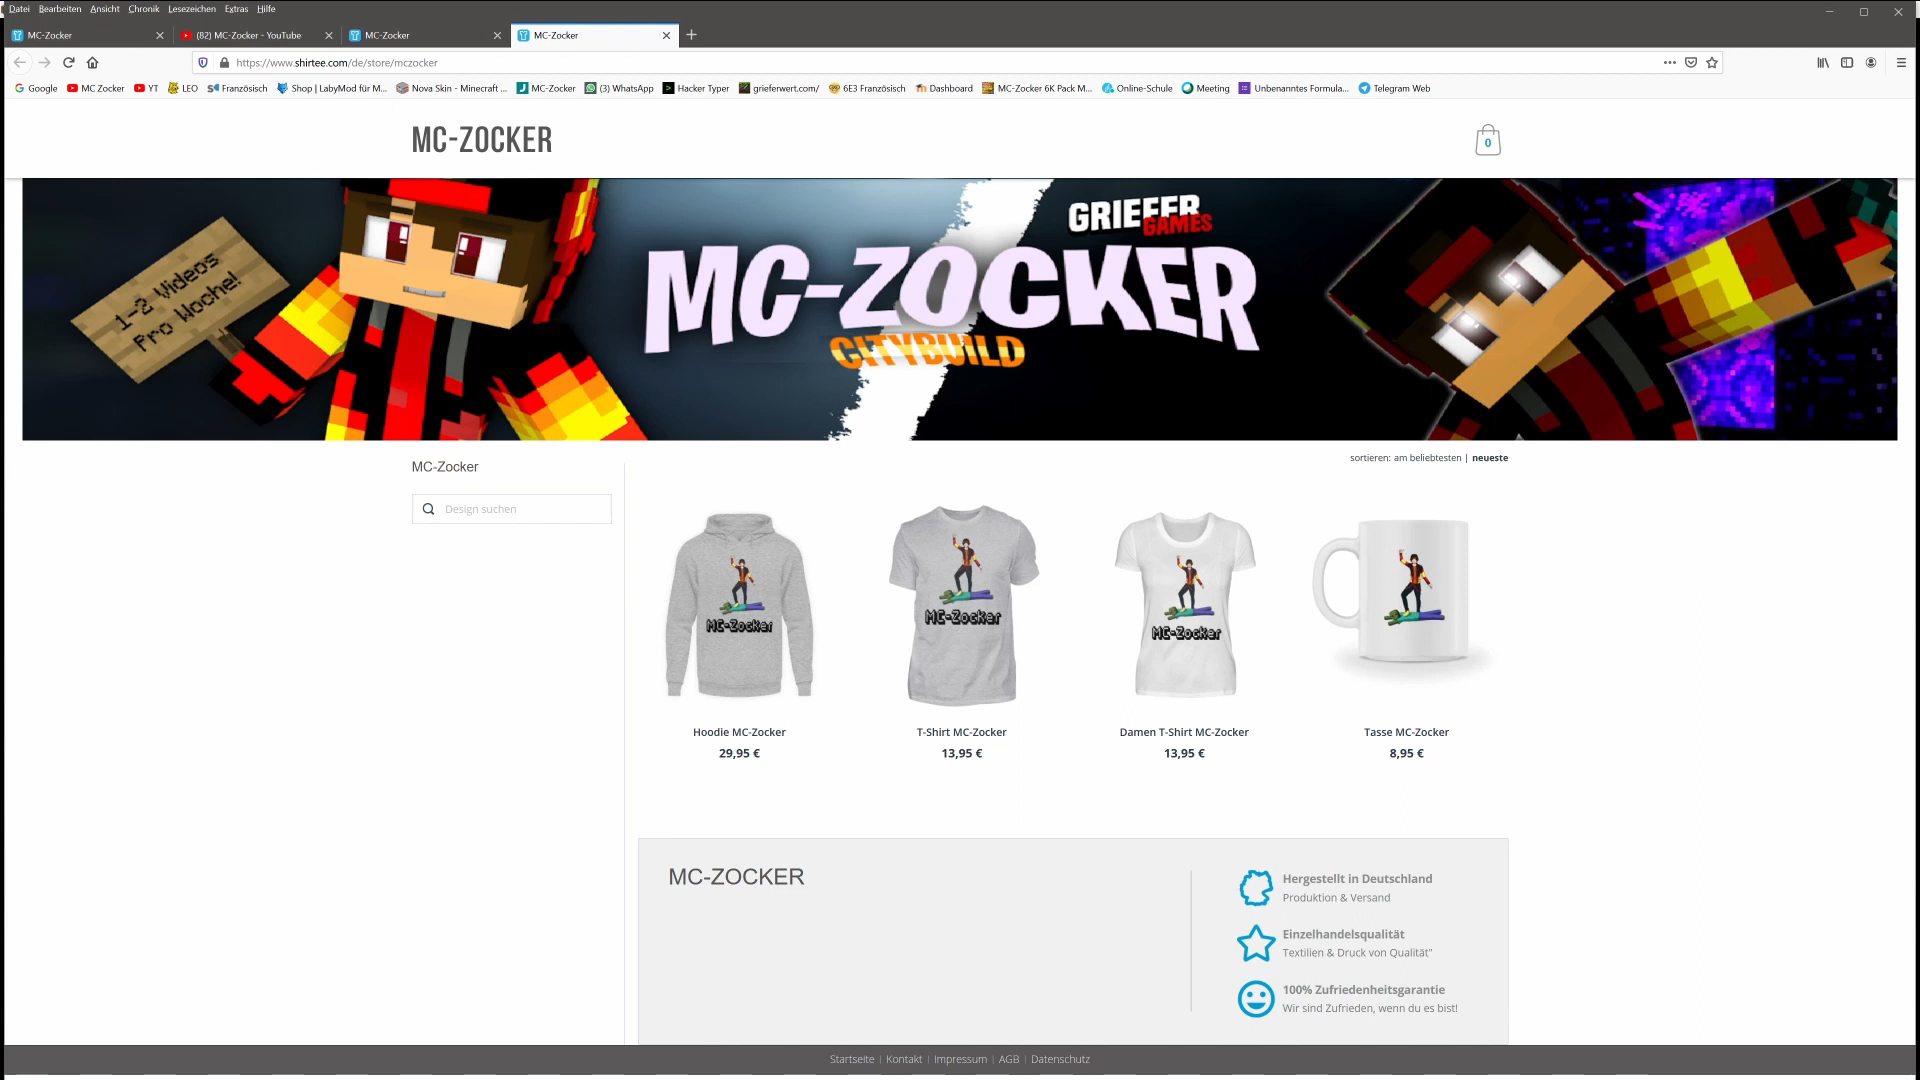 Datei Bearbeiten Ansicht Chronik Lesezeichen Extras Hilfe
MC-Zocker (82) MC-Zocker - YouTube MC-Zocker MC-Zocker
https://www.shirtee.com/de/store/mczocker
Google MC Zocker YT LEO Französisch Shop | LabyMod für M... Nova Skin - Minecraft ... MC-Zocker (3) WhatsApp Hacker Typer grieferwert.com/ 6E3 Französisch Dashboard MC-Zocker 6K Pack M... Online-Schule Meeting Unbenanntes Formula... Telegram Web
MC-ZOCKER
0
1-2 Videos
Pro Woche!
GRIEFER
GAMES
MC-ZOCKER
CITYBUILD
MC-Zocker
sortieren: am beliebtesten | neueste
Design suchen
MC-Zocker
MC-Zocker
MC-Zocker
Hoodie MC-Zocker
29,95 €
T-Shirt MC-Zocker
13,95 €
Damen T-Shirt MC-Zocker
13,95 €
Tasse MC-Zocker
8,95 €
MC-ZOCKER
Hergestellt in Deutschland
Produktion & Versand
Einzelhandelsqualität
Textilien & Druck von Qualität"
100% Zufriedenheitsgarantie
Wir sind Zufrieden, wenn du es bist!
Startseite | Kontakt | Impressum | AGB | Datenschutz